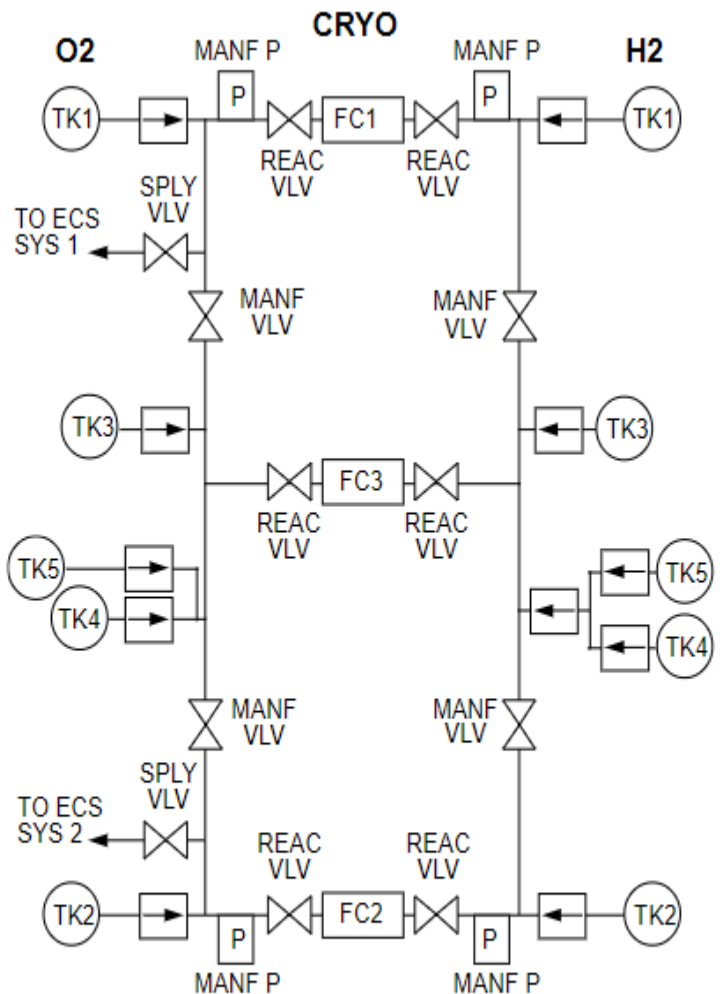 CRYO
O2
MANF P
MANF P
H2
TK1
P
FC1
P
TK1
REAC
VLV
REAC
VLV
SPLY
VLV
TO ECS
SYS 1
MANF
VLV
MANF
VLV
TK3
TK3
FC3
REAC
VLV
REAC
VLV
TK5
TK5
TK4
TK4
MANF
VLV
MANF
VLV
SPLY
VLV
TO ECS
SYS 2
REAC
VLV
REAC
VLV
TK2
P
FC2
P
TK2
MANF P
MANF P